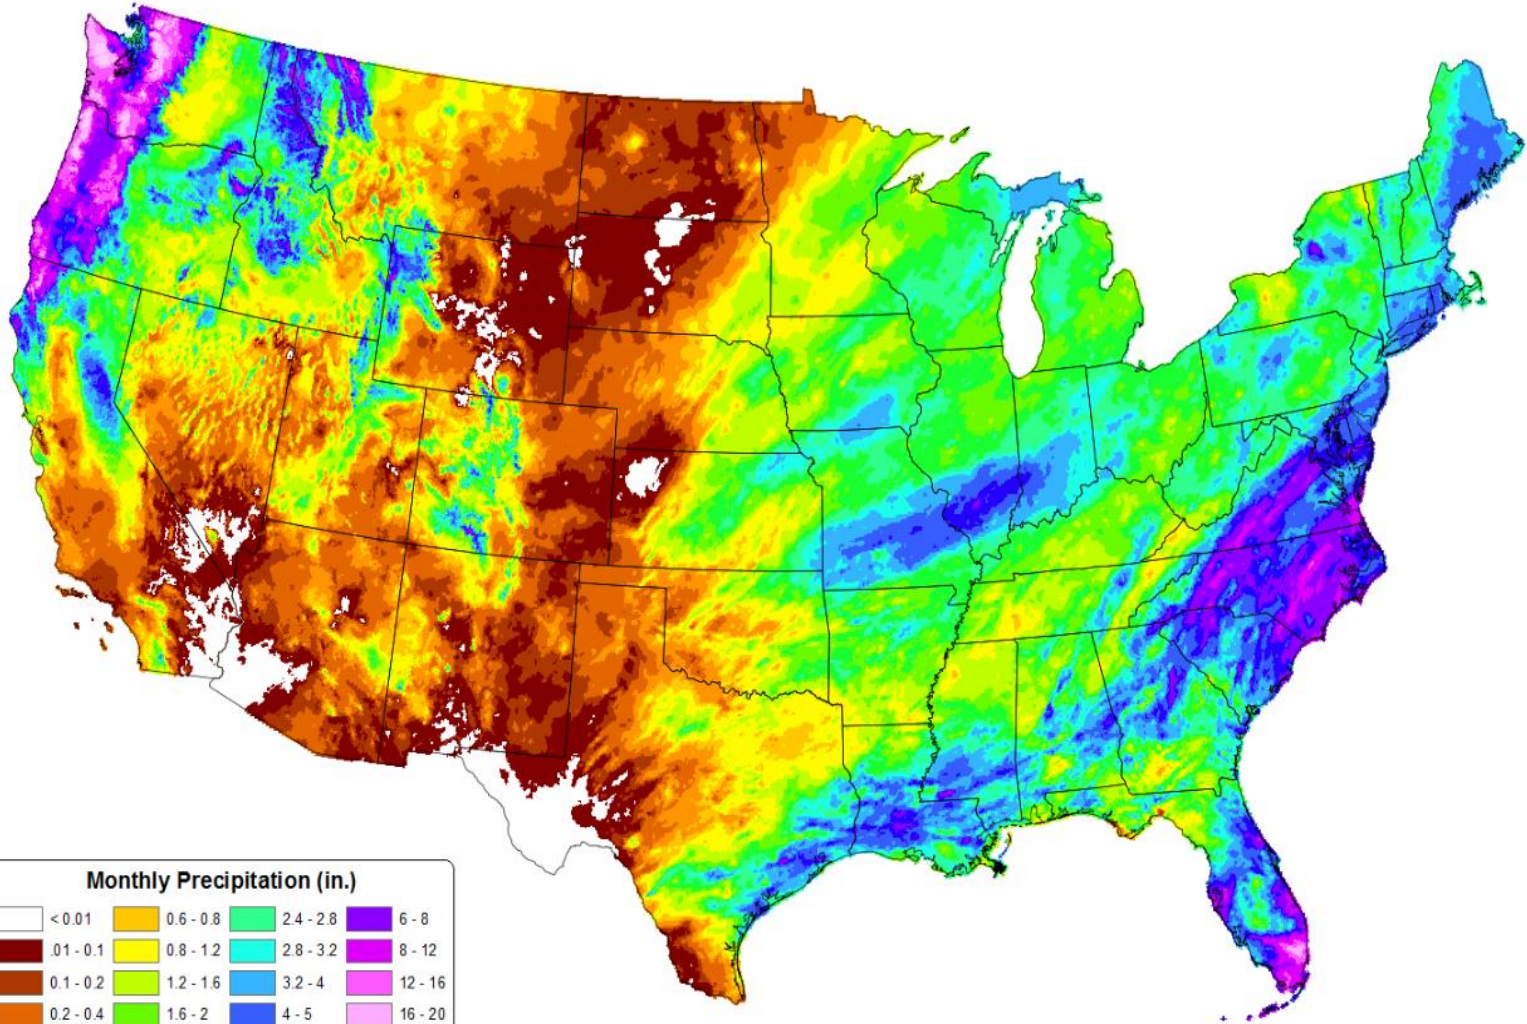 Monthly Precipitation (in.)
< 0.01 0.6 - 0.8 2.4 - 2.8 6 - 8
.01 - 0.1 0.8 - 1.2 2.8 - 3.2 8 - 12
0.1 - 0.2 1.2 - 1.6 3.2 - 4 12 - 16
0.2 - 0.4 1.6 - 2 4 - 5 16 - 20